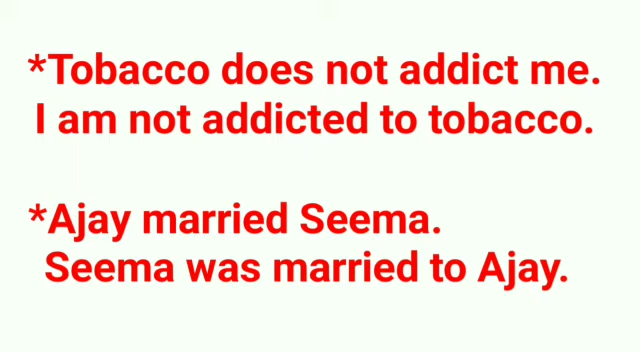 *Tobacco does not addict me.
I am not addicted to tobacco.
*Ajay married Seema.
Seema was married to Ajay.